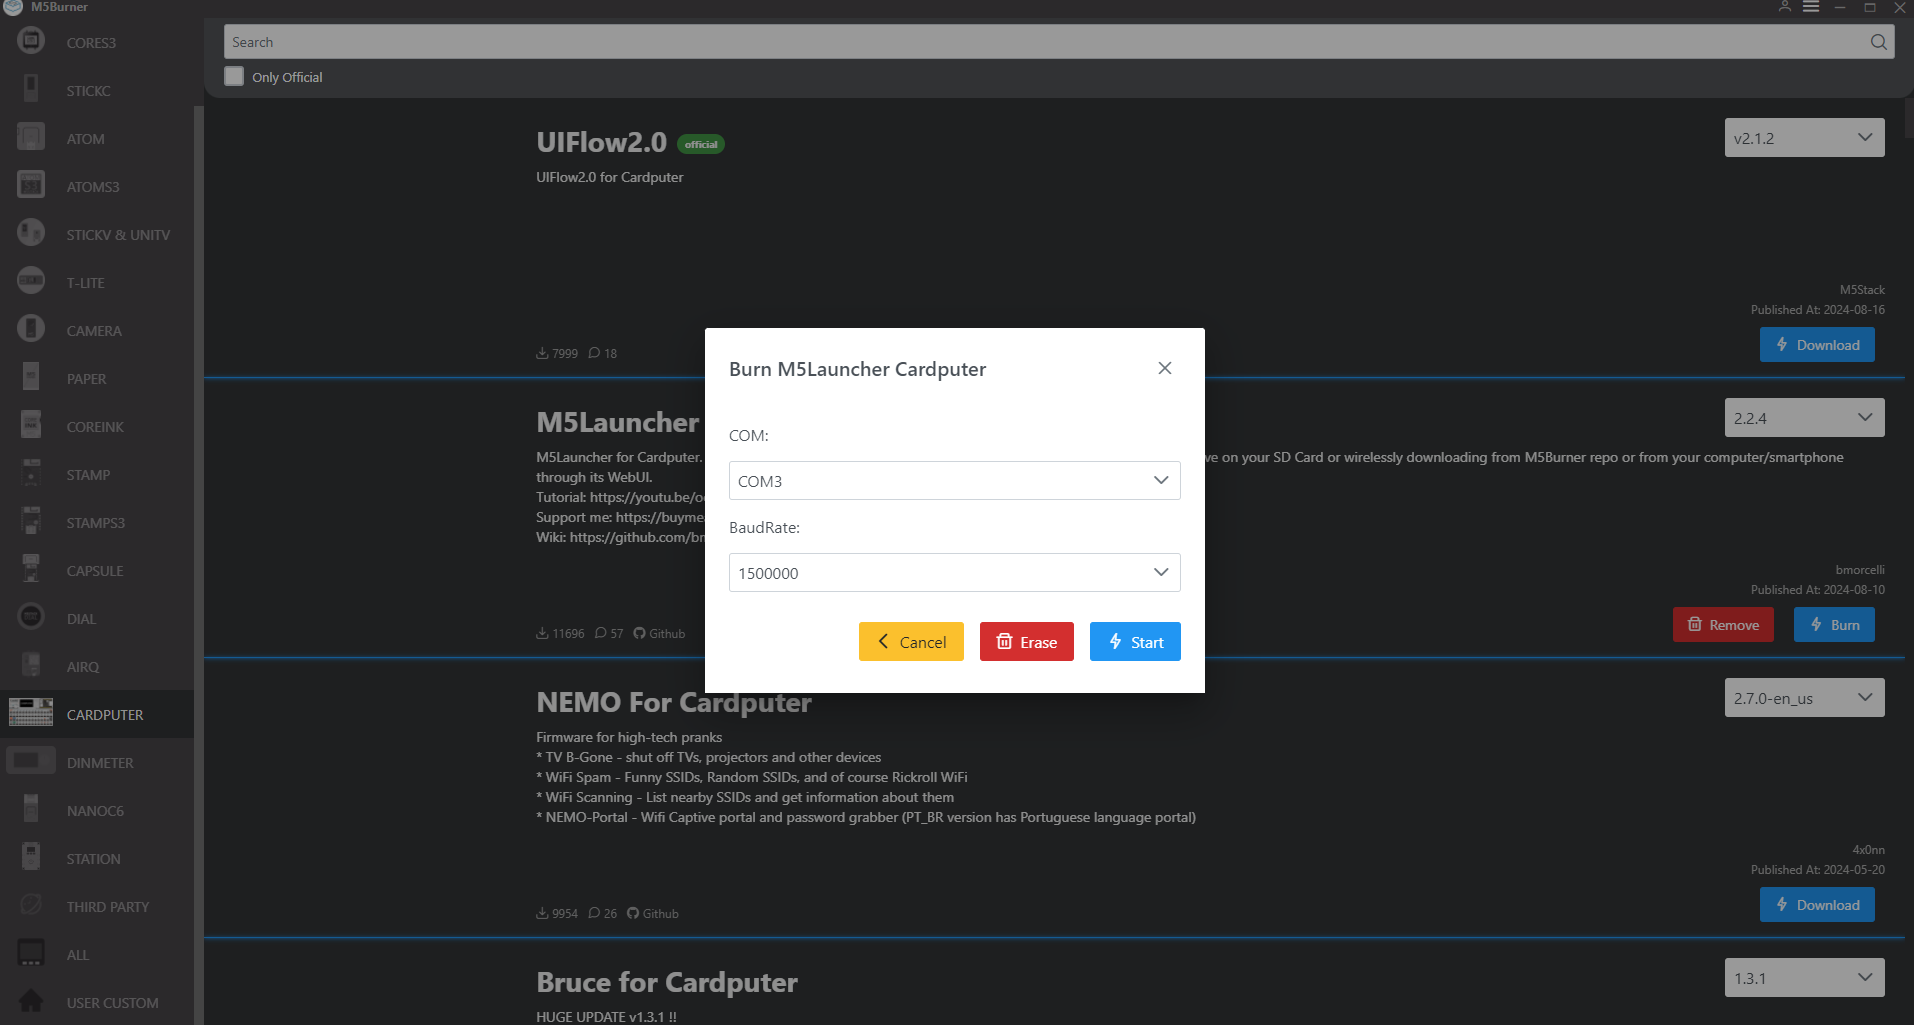 M5Burner
CORES3
STICKC
ATOM
ATOMS3
STICKV & UNITV
T-LITE
CAMERA
PAPER
COREINK
STAMP
STAMPS3
CAPSULE
DIAL
AIRQ
CARDPUTER
DINMETER
NANOC6
STATION
THIRD PARTY
ALL
USER CUSTOM
Search
Only Official
UIFlow2.0 official
v2.1.2
UIFlow2.0 for Cardputer
M5Stack
Published At: 2024-08-16
7999 18
Download
M5Launcher
2.2.4
M5Launcher for Cardputer. ve on your SD Card or wirelessly downloading from M5Burner repo or from your computer/smartphone
through its WebUI.
Tutorial: https://youtu.be/o
Support me: https://buyme
Wiki: https://github.com/br
bmorcelli
Published At: 2024-08-10
11696 57 Github
Remove
Burn
Burn M5Launcher Cardputer
COM:
COM3
BaudRate:
1500000
Cancel
Erase
Start
NEMO For Cardputer
2.7.0-en_us
Firmware for high-tech pranks
* TV B-Gone - shut off TVs, projectors and other devices
* WiFi Spam - Funny SSIDs, Random SSIDs, and of course Rickroll WiFi
* WiFi Scanning - List nearby SSIDs and get information about them
* NEMO-Portal - Wifi Captive portal and password grabber (PT_BR version has Portuguese language portal)
4x0nn
Published At: 2024-05-20
9954 26 Github
Download
Bruce for Cardputer
1.3.1
HUGE UPDATE v1.3.1 !!